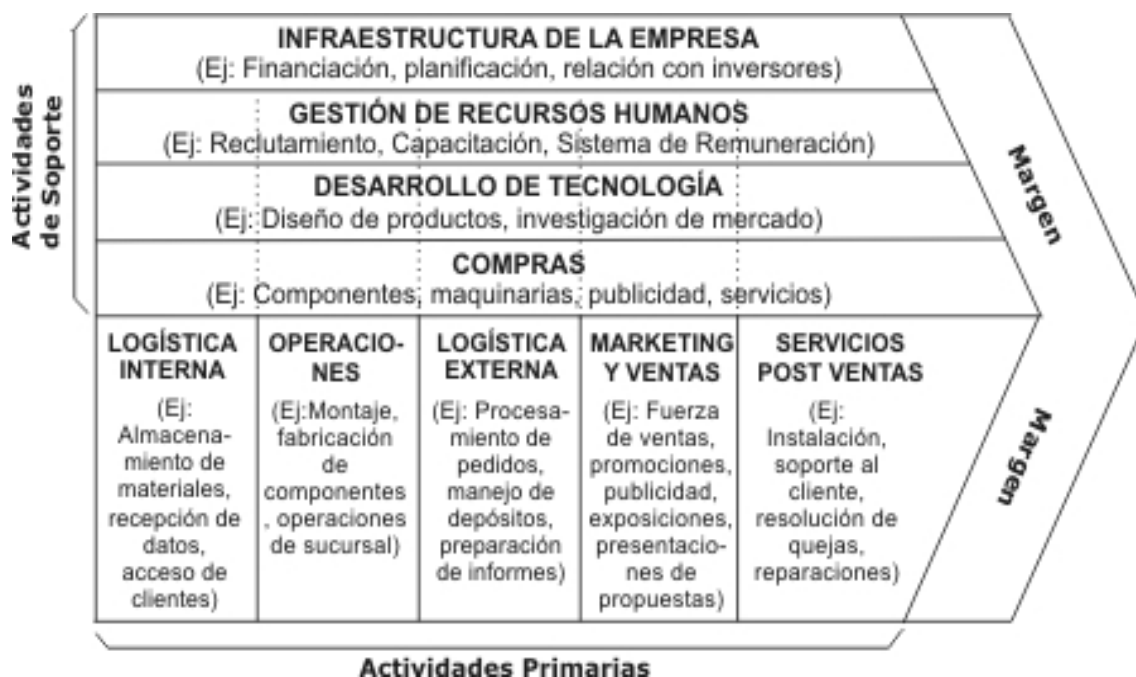 Actividades
de Soporte
INFRAESTRUCTURA DE LA EMPRESA
(Ej: Financiación, planificación, relación con inversores)
GESTIÓN DE RECURSOS HUMANOS
(Ej: Reclutamiento, Capacitación, Sistema de Remuneración)
DESARROLLO DE TECNOLOGÍA
(Ej: Diseño de productos, investigación de mercado)
COMPRAS
(Ej: Componentes, maquinarias, publicidad, servicios)
LOGÍSTICA
INTERNA
(Ej:
Almacena-
miento de
materiales,
recepción de
datos,
acceso de
clientes)
OPERACIO-
NES
(Ej:Montaje,
fabricación
de
componentes
, operaciones
de sucursal)
LOGÍSTICA
EXTERNA
(Ej: Procesa-
miento de
pedidos,
manejo de
depósitos,
preparación
de informes)
MARKETING
Y VENTAS
(Ej: Fuerza
de ventas,
promociones,
publicidad,
exposiciones,
presentacio-
nes de
propuestas)
SERVICIOS
POST VENTAS
(Ej:
Instalación,
soporte al
cliente,
resolución de
quejas,
reparaciones)
Margen
Margen
Actividades Primarias